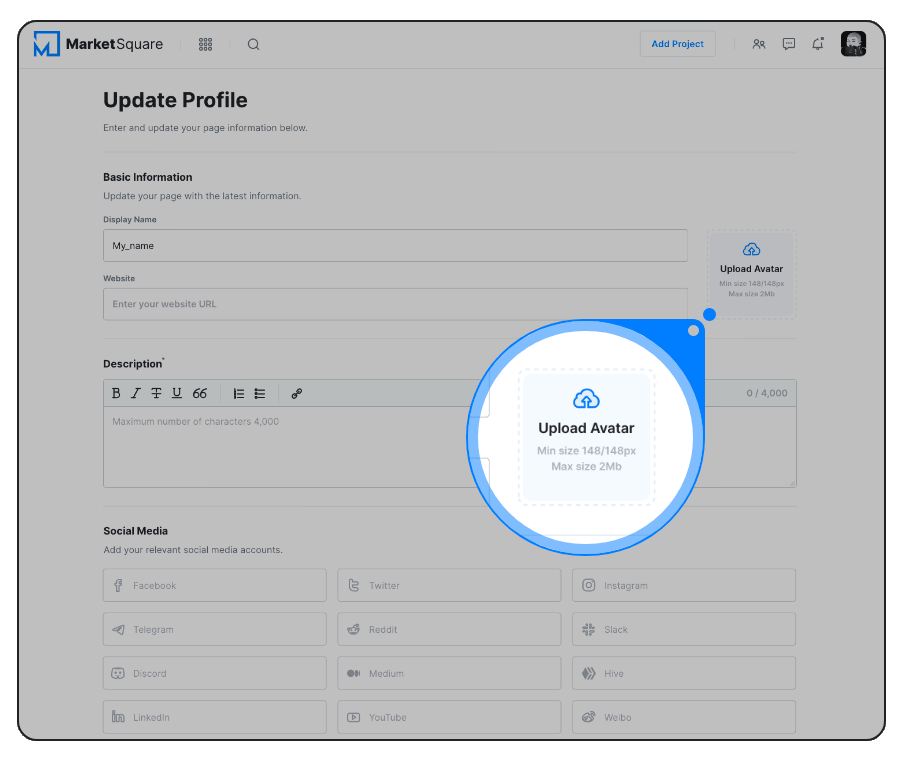 MarketSquare
Add Project
Update Profile
Enter and update your page information below.
Basic Information
Update your page with the latest information.
Display Name
My_name
Website
Enter your website URL
Upload Avatar
Min size 148/148px
Max size 2Mb
Description*
B I T U 66
0 / 4,000
Maximum number of characters 4,000
Upload Avatar
Min size 148/148px
Max size 2Mb
Social Media
Add your relevant social media accounts.
Facebook
Twitter
Instagram
Telegram
Reddit
Slack
Discord
Medium
Hive
LinkedIn
YouTube
Weibo